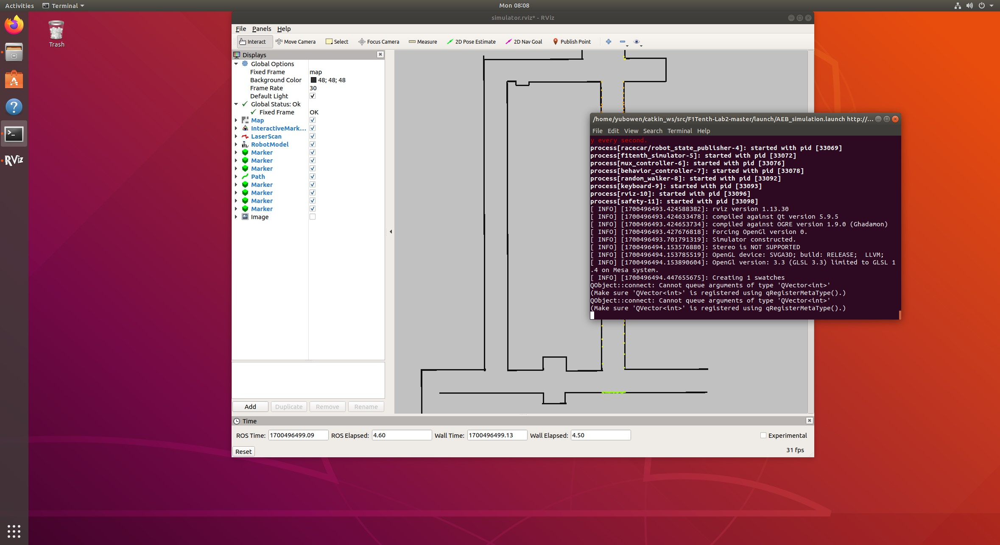 Activities Terminal Mon 08:08
Trash
simulator.rviz* - RViz
File Panels Help
Interact Move Camera Select Focus Camera Measure 2D Pose Estimate 2D Nav Goal Publish Point
Displays
Global Options
Fixed Frame map
Background Color 48; 48; 48
Frame Rate 30
Default Light
Global Status: Ok
Fixed Frame OK
Map
InteractiveMark...
LaserScan
RobotModel
Marker
Marker
Marker
Path
Marker
Marker
Marker
Marker
Image
Add Duplicate Remove Rename
Time
ROS Time: 1700496499.09 ROS Elapsed: 4.60 Wall Time: 1700496499.13 Wall Elapsed: 4.50 Experimental
Reset 31 fps
RViz
/home/yubowen/catkin_ws/src/F1Tenth-Lab2-master/launch/AEB_simulation.launch http://...
File Edit View Search Terminal Help
y every second.
process[racecar/robot_state_publisher-4]: started with pid [33069]
process[f1tenth_simulator-5]: started with pid [33072]
process[mux_controller-6]: started with pid [33076]
process[behavior_controller-7]: started with pid [33078]
process[random_walker-8]: started with pid [33092]
process[keyboard-9]: started with pid [33093]
process[rviz-10]: started with pid [33096]
process[safety-11]: started with pid [33098]
[ INFO] [1700496493.424588382]: rviz version 1.13.30
[ INFO] [1700496493.424633478]: compiled against Qt version 5.9.5
[ INFO] [1700496493.424653734]: compiled against OGRE version 1.9.0 (Ghadamon)
[ INFO] [1700496493.427676818]: Forcing OpenGl version 0.
[ INFO] [1700496493.701791319]: Simulator constructed.
[ INFO] [1700496494.153576880]: Stereo is NOT SUPPORTED
[ INFO] [1700496494.153785519]: OpenGL device: SVGA3D; build: RELEASE;  LLVM;
[ INFO] [1700496494.153890604]: OpenGl version: 3.3 (GLSL 3.3) limited to GLSL 1
.4 on Mesa system.
[ INFO] [1700496494.447655675]: Creating 1 swatches
QObject::connect: Cannot queue arguments of type 'QVector<int>'
(Make sure 'QVector<int>' is registered using qRegisterMetaType().)
QObject::connect: Cannot queue arguments of type 'QVector<int>'
(Make sure 'QVector<int>' is registered using qRegisterMetaType().)